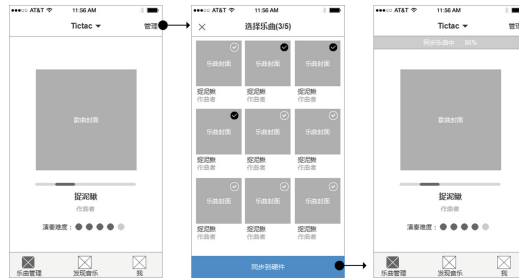 ●●●○○ AT&T 11:56 AM
Tictac ▼ 管理
歌曲封面
捉泥鳅
作曲者
演奏难度：
乐曲管理 发现音乐 我
●●●○○ AT&T 11:56 AM
× 选择乐曲(3/5)
乐曲封面 乐曲封面 乐曲封面
捉泥鳅 捉泥鳅 捉泥鳅
作曲者 作曲者 作曲者
乐曲封面 乐曲封面 乐曲封面
捉泥鳅 捉泥鳅 捉泥鳅
作曲者 作曲者 作曲者
乐曲封面 乐曲封面 乐曲封面
捉泥鳅 捉泥鳅 捉泥鳅
作曲者 作曲者 作曲者
同步到硬件
●●●○○ AT&T 11:56 AM
Tictac ▼ 管理
同步乐曲中 86%
歌曲封面
捉泥鳅
作曲者
演奏难度：
乐曲管理 发现音乐 我